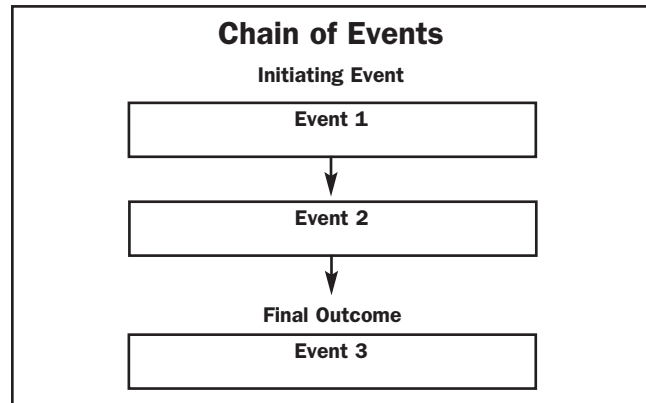 Chain of Events
Initiating Event
Event 1
Event 2
Final Outcome
Event 3